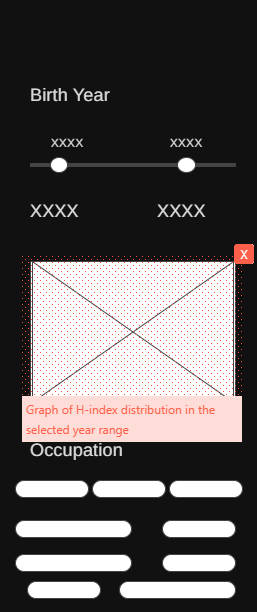 Birth Year
xxxx xxxx
XXXX XXXX
X
Graph of H-index distribution in the
selected year range
Occupation